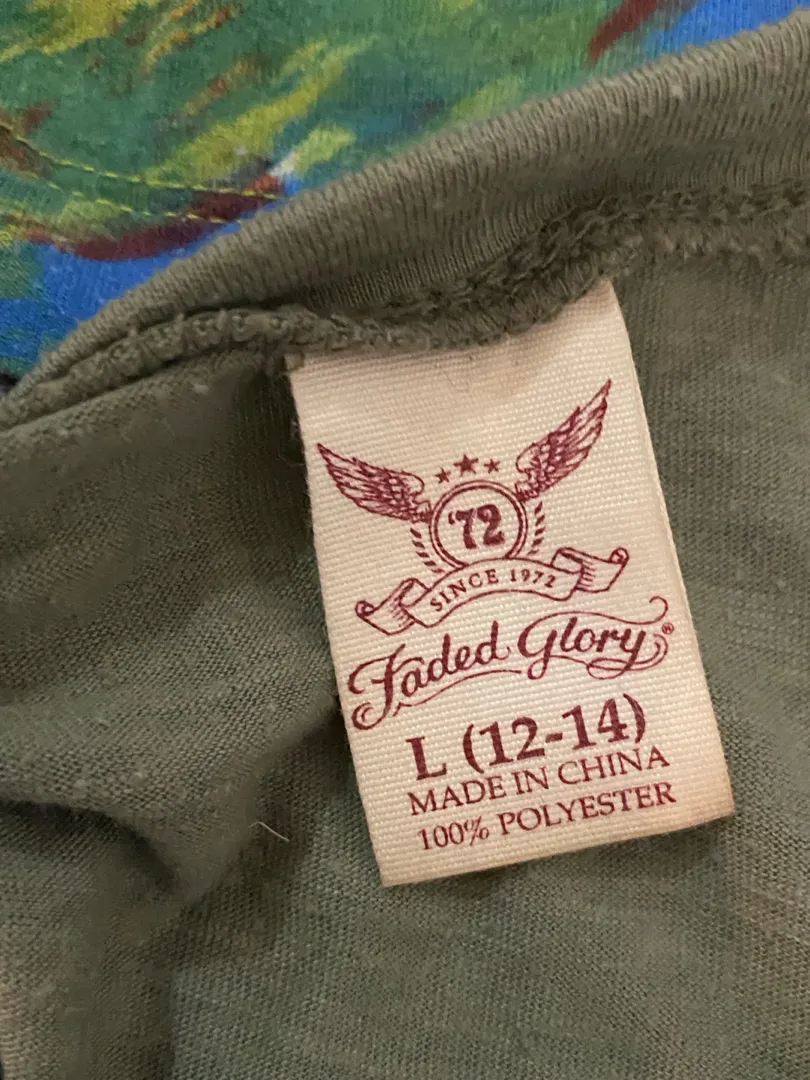 '72
SINCE 1972
Faded Glory®
L (12-14)
MADE IN CHINA
100% POLYESTER